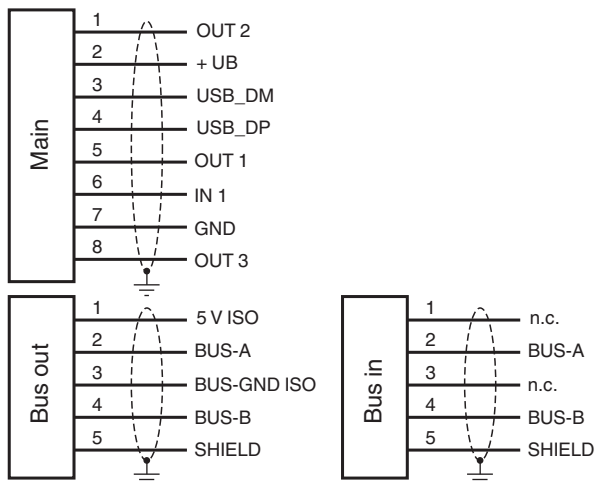 Main
1 OUT 2
2 + UB
3 USB_DM
4 USB_DP
5 OUT 1
6 IN 1
7 GND
8 OUT 3
Bus out
1 5 V ISO
2 BUS-A
3 BUS-GND ISO
4 BUS-B
5 SHIELD
Bus in
1 n.c.
2 BUS-A
3 n.c.
4 BUS-B
5 SHIELD